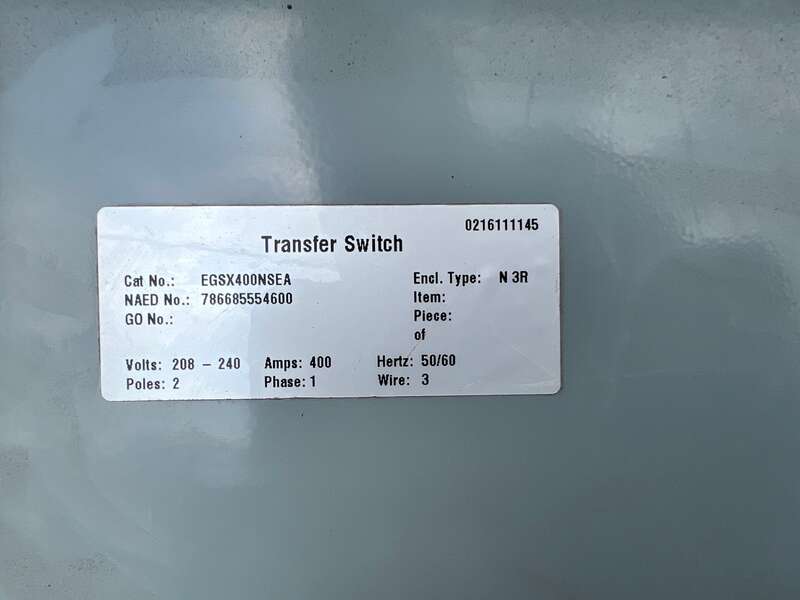 0216111145
Transfer Switch
Cat No.: EGSX400NSEA Encl. Type: N 3R
NAED No.: 786685554600 Item:
GO No.: Piece:
of
Volts: 208 – 240 Amps: 400 Hertz: 50/60
Poles: 2 Phase: 1 Wire: 3